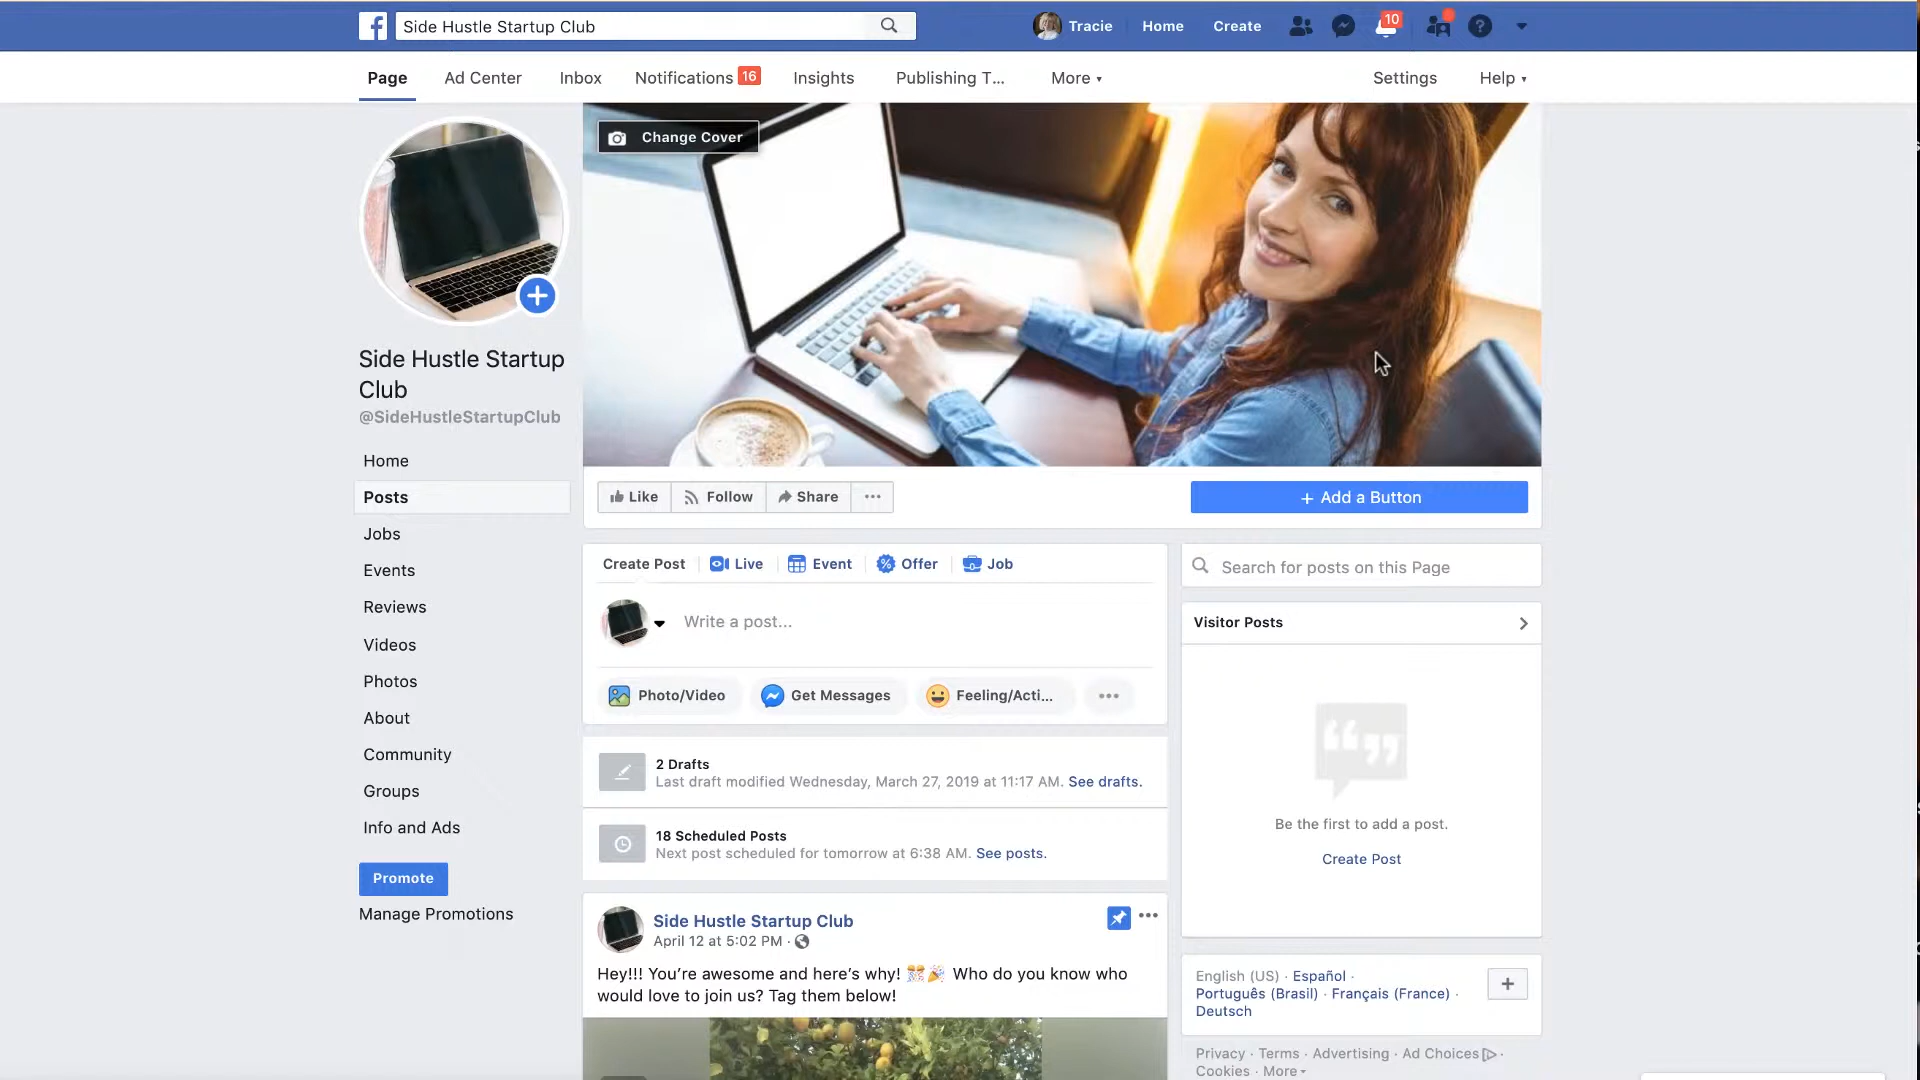 Side Hustle Startup Club
Tracie
Home
Create
10
Page
Ad Center
Inbox
Notifications 16
Insights
Publishing T...
More
Settings
Help
Change Cover
Side Hustle Startup
Club
@SideHustleStartupClub
Home
Posts
Jobs
Events
Reviews
Videos
Photos
About
Community
Groups
Info and Ads
Promote
Manage Promotions
Like
Follow
Share
+ Add a Button
Create Post
Live
Event
Offer
Job
Write a post...
Photo/Video
Get Messages
Feeling/Acti...
2 Drafts
Last draft modified Wednesday, March 27, 2019 at 11:17 AM. See drafts.
18 Scheduled Posts
Next post scheduled for tomorrow at 6:38 AM. See posts.
Side Hustle Startup Club
April 12 at 5:02 PM ·
Hey!!! You're awesome and here's why! 🎊🎉 Who do you know who
would love to join us? Tag them below!
Search for posts on this Page
Visitor Posts
Be the first to add a post.
Create Post
English (US) · Español ·
Português (Brasil) · Français (France) ·
Deutsch
Privacy · Terms · Advertising · Ad Choices ·
Cookies · More